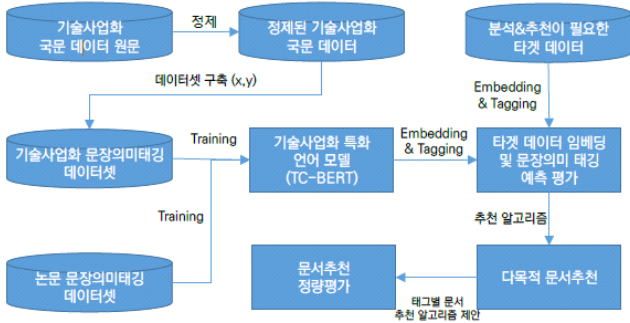 기술사업화
국문 데이터 원문
정제
정제된 기술사업화
국문 데이터
분석&추천이 필요한
타겟 데이터
데이터셋 구축 (x,y)
Embedding
& Tagging
기술사업화 문장의미태깅
데이터셋
Training
기술사업화 특화
언어 모델
(TC-BERT)
Embedding
& Tagging
타겟 데이터 임베딩
및 문장의미 태깅
예측 평가
Training
추천 알고리즘
논문 문장의미태깅
데이터셋
문서추천
정량평가
다목적 문서추천
태그별 문서
추천 알고리즘 제안